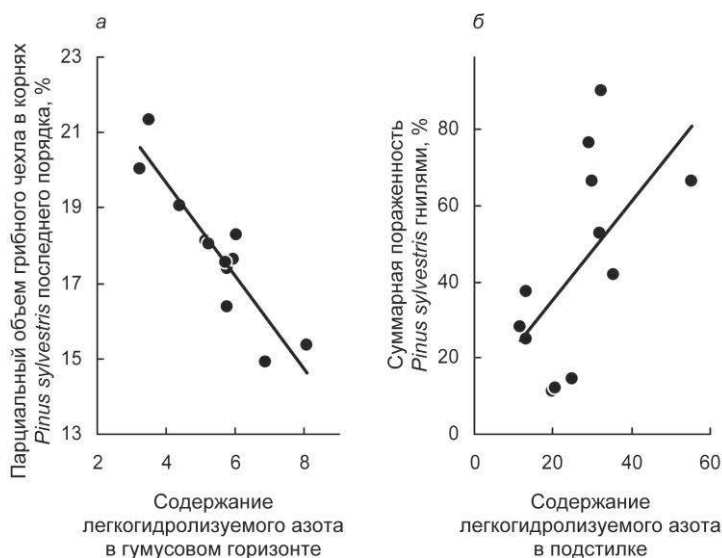 а
Парциальный объем грибного чехла в корнях
Pinus sylvestris последнего порядка, %
23
21
19
17
15
13
2
4
6
8
Содержание
легкогидролизуемого азота
в гумусовом горизонте
б
Суммарная пораженность
Pinus sylvestris гнилями, %
80
60
40
20
0
0
20
40
60
Содержание
легкогидролизуемого азота
в подстилке